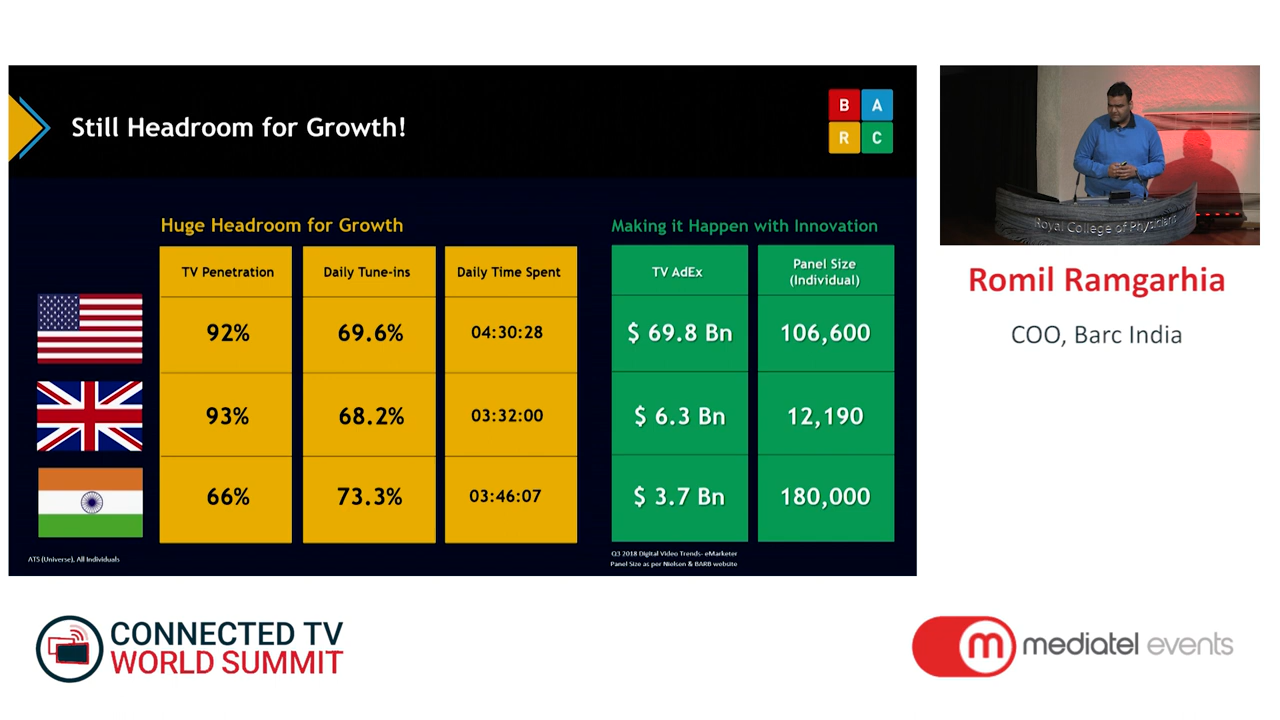 Still Headroom for Growth!
B A
R C
Huge Headroom for Growth
Making it Happen with Innovation
TV Penetration Daily Tune-ins Daily Time Spent TV AdEx Panel Size
(Individual)
92% 69.6% 04:30:28 $ 69.8 Bn 106,600
93% 68.2% 03:32:00 $ 6.3 Bn 12,190
66% 73.3% 03:46:07 $ 3.7 Bn 180,000
ATS (Universe), All Individuals
Q3 2018 Digital Video Trends- eMarketer
Panel Size as per Nielsen & BARB website
Royal College of Physicians
Romil Ramgarhia
COO, Barc India
CONNECTED TV
WORLD SUMMIT
m mediatel events